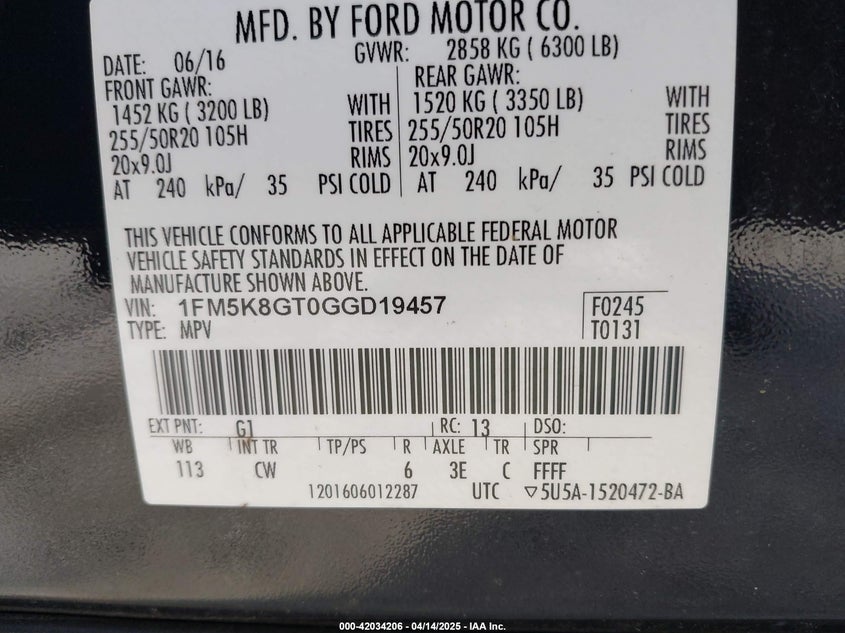 MFD. BY FORD MOTOR CO.
DATE: 06/16 GVWR: 2858 KG ( 6300 LB)
FRONT GAWR: REAR GAWR:
1452 KG ( 3200 LB) WITH 1520 KG ( 3350 LB) WITH
255/50R20 105H TIRES 255/50R20 105H TIRES
20x9.0J RIMS 20x9.0J RIMS
AT 240 kPa/ 35 PSI COLD AT 240 kPa/ 35 PSI COLD
THIS VEHICLE CONFORMS TO ALL APPLICABLE FEDERAL MOTOR
VEHICLE SAFETY STANDARDS IN EFFECT ON THE DATE OF
MANUFACTURE SHOWN ABOVE.
VIN: 1FM5K8GT0GGD19457 F0245
TYPE: MPV T0131
EXT PNT: G1 RC: 13 DSO:
WB INT TR TP/PS R AXLE TR SPR
113 CW 6 3E C FFFF
1201606012287 UTC ▽5U5A-1520472-BA
000-42034206 - 04/14/2025 - IAA Inc.